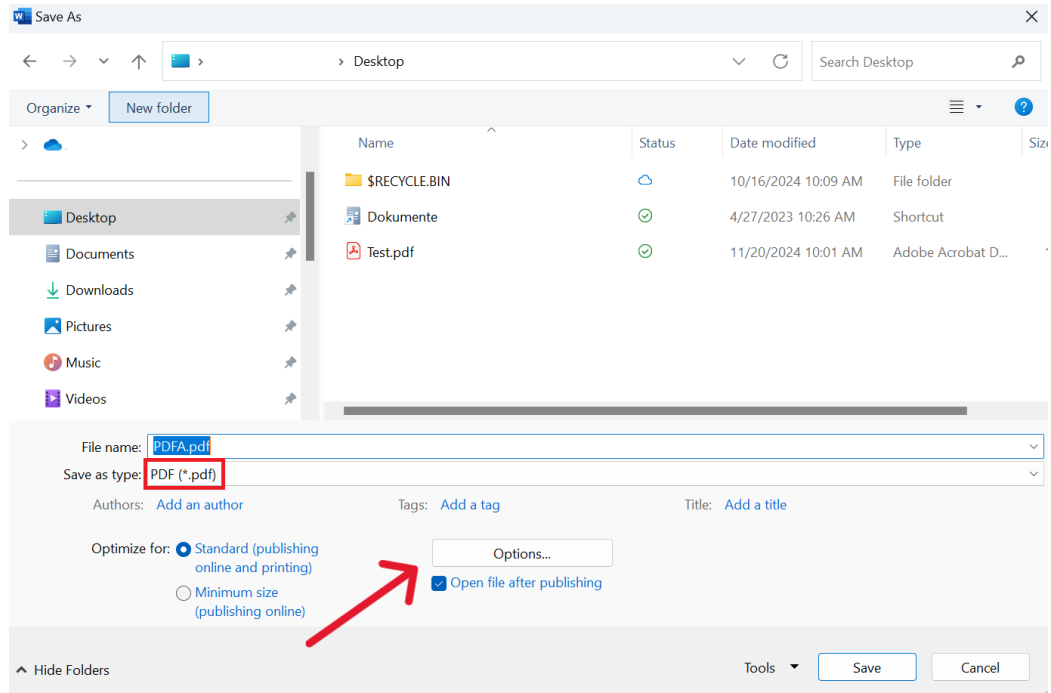 Save As
Desktop
Search Desktop
Organize
New folder
Name Status Date modified Type Siz
$RECYCLE.BIN 10/16/2024 10:09 AM File folder
Dokumente 4/27/2023 10:26 AM Shortcut
Test.pdf 11/20/2024 10:01 AM Adobe Acrobat D...
Desktop
Documents
Downloads
Pictures
Music
Videos
File name: PDFA.pdf
Save as type: PDF (*.pdf)
Authors: Add an author Tags: Add a tag Title: Add a title
Optimize for: Standard (publishing
online and printing)
Minimum size
(publishing online)
Options...
Open file after publishing
Hide Folders
Tools Save Cancel